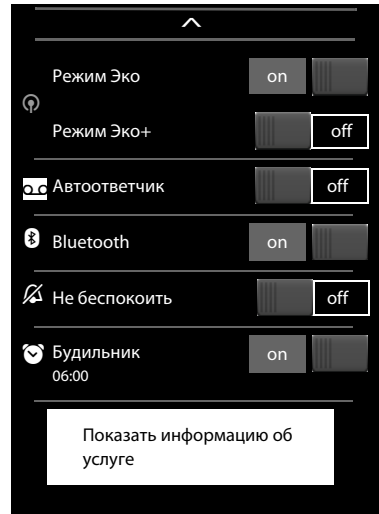 Режим Эко on
Режим Эко+ off
Автоответчик off
Bluetooth on
Не беспокоить off
Будильник on
06:00
Показать информацию об
услуге